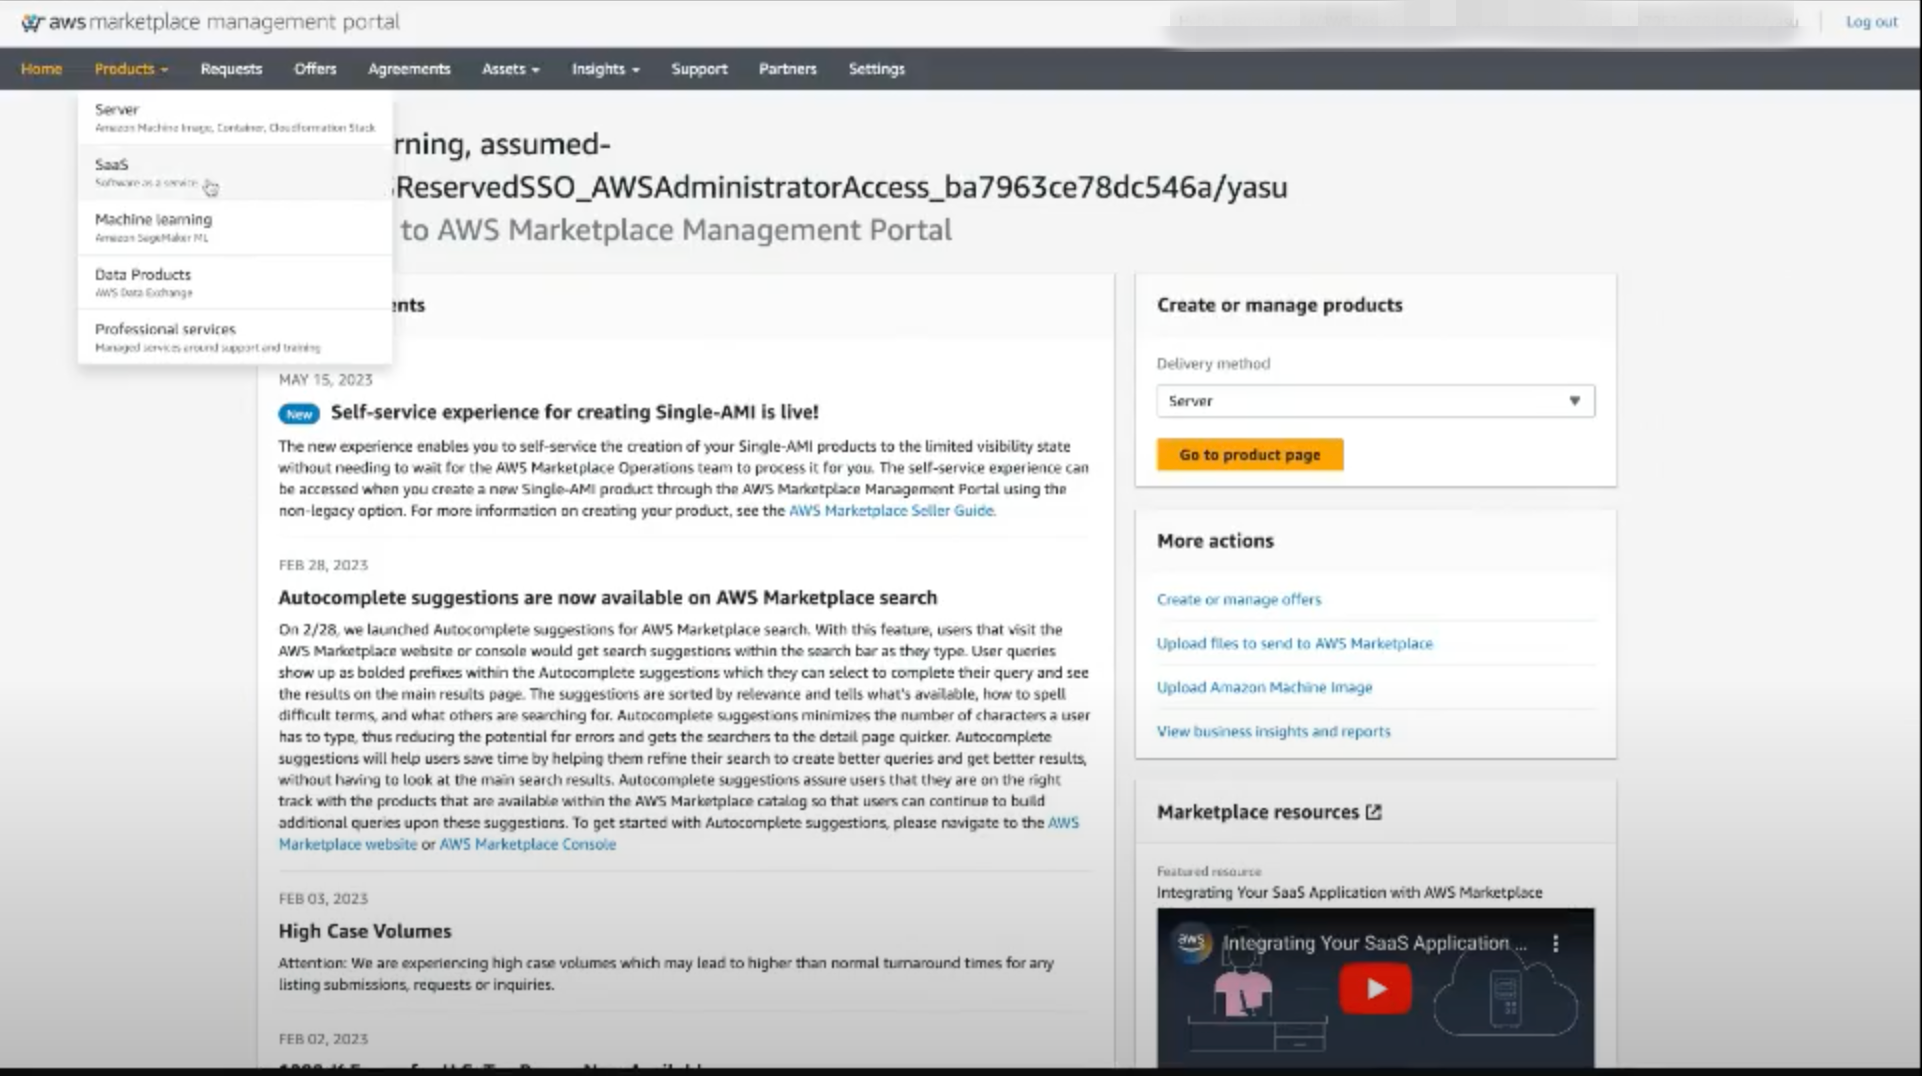 aws marketplace management portal
Log out
Home Products Requests Offers Agreements Assets Insights Support Partners Settings
Server
Amazon Machine Image, Container, Cloudformation Stack
SaaS
Software as a service
Machine learning
Amazon SageMaker ML
Data Products
AWS Data Exchange
Professional services
Managed services around support and training
rning, assumed-
ReservedSSO_AWSAdministratorAccess_ba7963ce78dc546a/yasu
to AWS Marketplace Management Portal
ents
MAY 15, 2023
New Self-service experience for creating Single-AMI is live!
The new experience enables you to self-service the creation of your Single-AMI products to the limited visibility state
without needing to wait for the AWS Marketplace Operations team to process it for you. The self-service experience can
be accessed when you create a new Single-AMI product through the AWS Marketplace Management Portal using the
non-legacy option. For more information on creating your product, see the AWS Marketplace Seller Guide.
FEB 28, 2023
Autocomplete suggestions are now available on AWS Marketplace search
On 2/28, we launched Autocomplete suggestions for AWS Marketplace search. With this feature, users that visit the
AWS Marketplace website or console would get search suggestions within the search bar as they type. User queries
show up as bolded prefixes within the Autocomplete suggestions which they can select to complete their query and see
the results on the main results page. The suggestions are sorted by relevance and tells what's available, how to spell
difficult terms, and what others are searching for. Autocomplete suggestions minimizes the number of characters a user
has to type, thus reducing the potential for errors and gets the searchers to the detail page quicker. Autocomplete
suggestions will help users save time by helping them refine their search to create better queries and get better results,
without having to look at the main search results. Autocomplete suggestions assure users that they are on the right
track with the products that are available within the AWS Marketplace catalog so that users can continue to build
additional queries upon these suggestions. To get started with Autocomplete suggestions, please navigate to the AWS
Marketplace website or AWS Marketplace Console
FEB 03, 2023
High Case Volumes
Attention: We are experiencing high case volumes which may lead to higher than normal turnaround times for any
listing submissions, requests or inquiries.
FEB 02, 2023
Create or manage products
Delivery method
Server
Go to product page
More actions
Create or manage offers
Upload files to send to AWS Marketplace
Upload Amazon Machine Image
View business insights and reports
Marketplace resources
Featured resource
Integrating Your SaaS Application with AWS Marketplace
aws Integrating Your SaaS Application ...